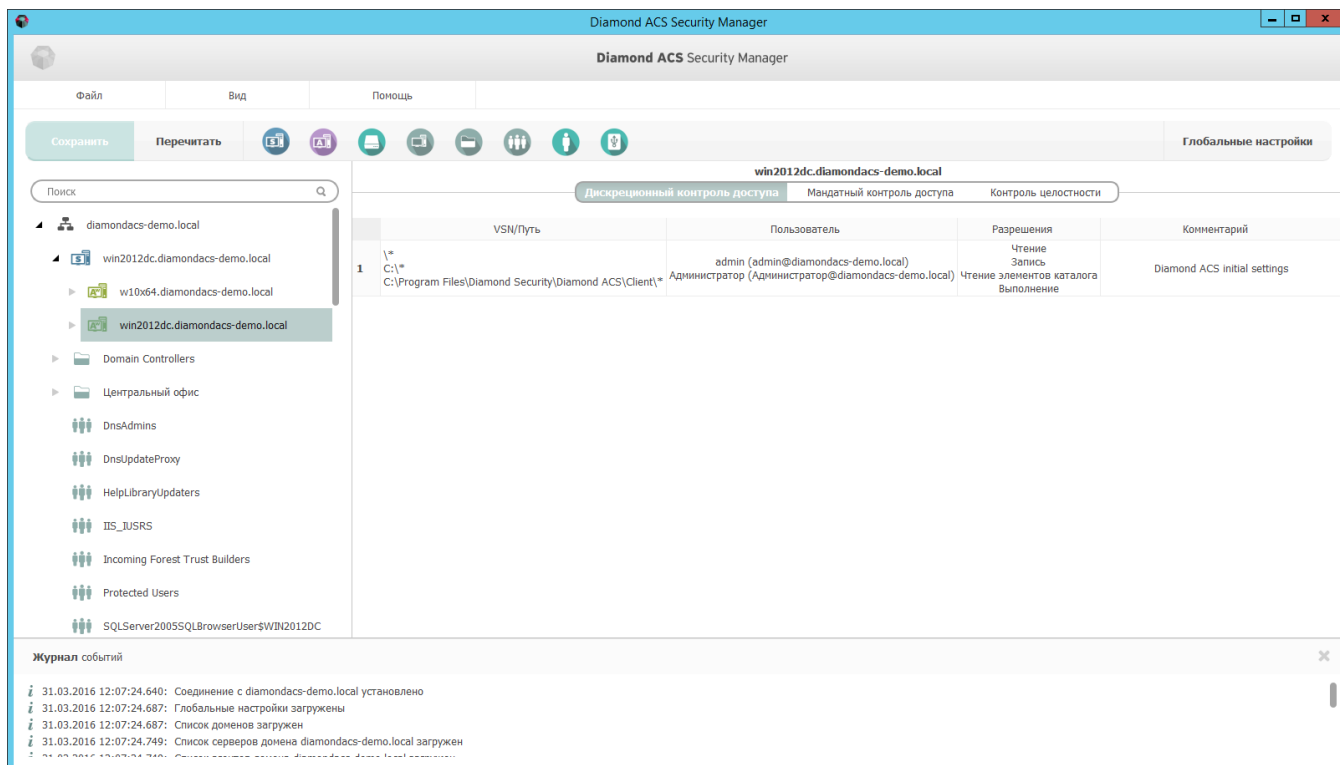 Diamond ACS Security Manager
Diamond ACS Security Manager
Файл Вид Помощь
Сохранить Перечитать Глобальные настройки
win2012dc.diamondacs-demo.local
Поиск
Дискреционный контроль доступа Мандатный контроль доступа Контроль целостности
diamondacs-demo.local
win2012dc.diamondacs-demo.local
w10x64.diamondacs-demo.local
win2012dc.diamondacs-demo.local
Domain Controllers
Центральный офис
DnsAdmins
DnsUpdateProxy
HelpLibraryUpdaters
IIS_IUSRS
Incoming Forest Trust Builders
Protected Users
SQLServer2005SQLBrowserUser$WIN2012DC
VSN/Путь Пользователь Разрешения Комментарий
1
\*
C:\*
C:\Program Files\Diamond Security\Diamond ACS\Client\*
admin (admin@diamondacs-demo.local)
Администратор (Администратор@diamondacs-demo.local)
Чтение
Запись
Чтение элементов каталога
Выполнение
Diamond ACS initial settings
Журнал событий
31.03.2016 12:07:24.640: Соединение с diamondacs-demo.local установлено
31.03.2016 12:07:24.687: Глобальные настройки загружены
31.03.2016 12:07:24.687: Список доменов загружен
31.03.2016 12:07:24.749: Список серверов домена diamondacs-demo.local загружен